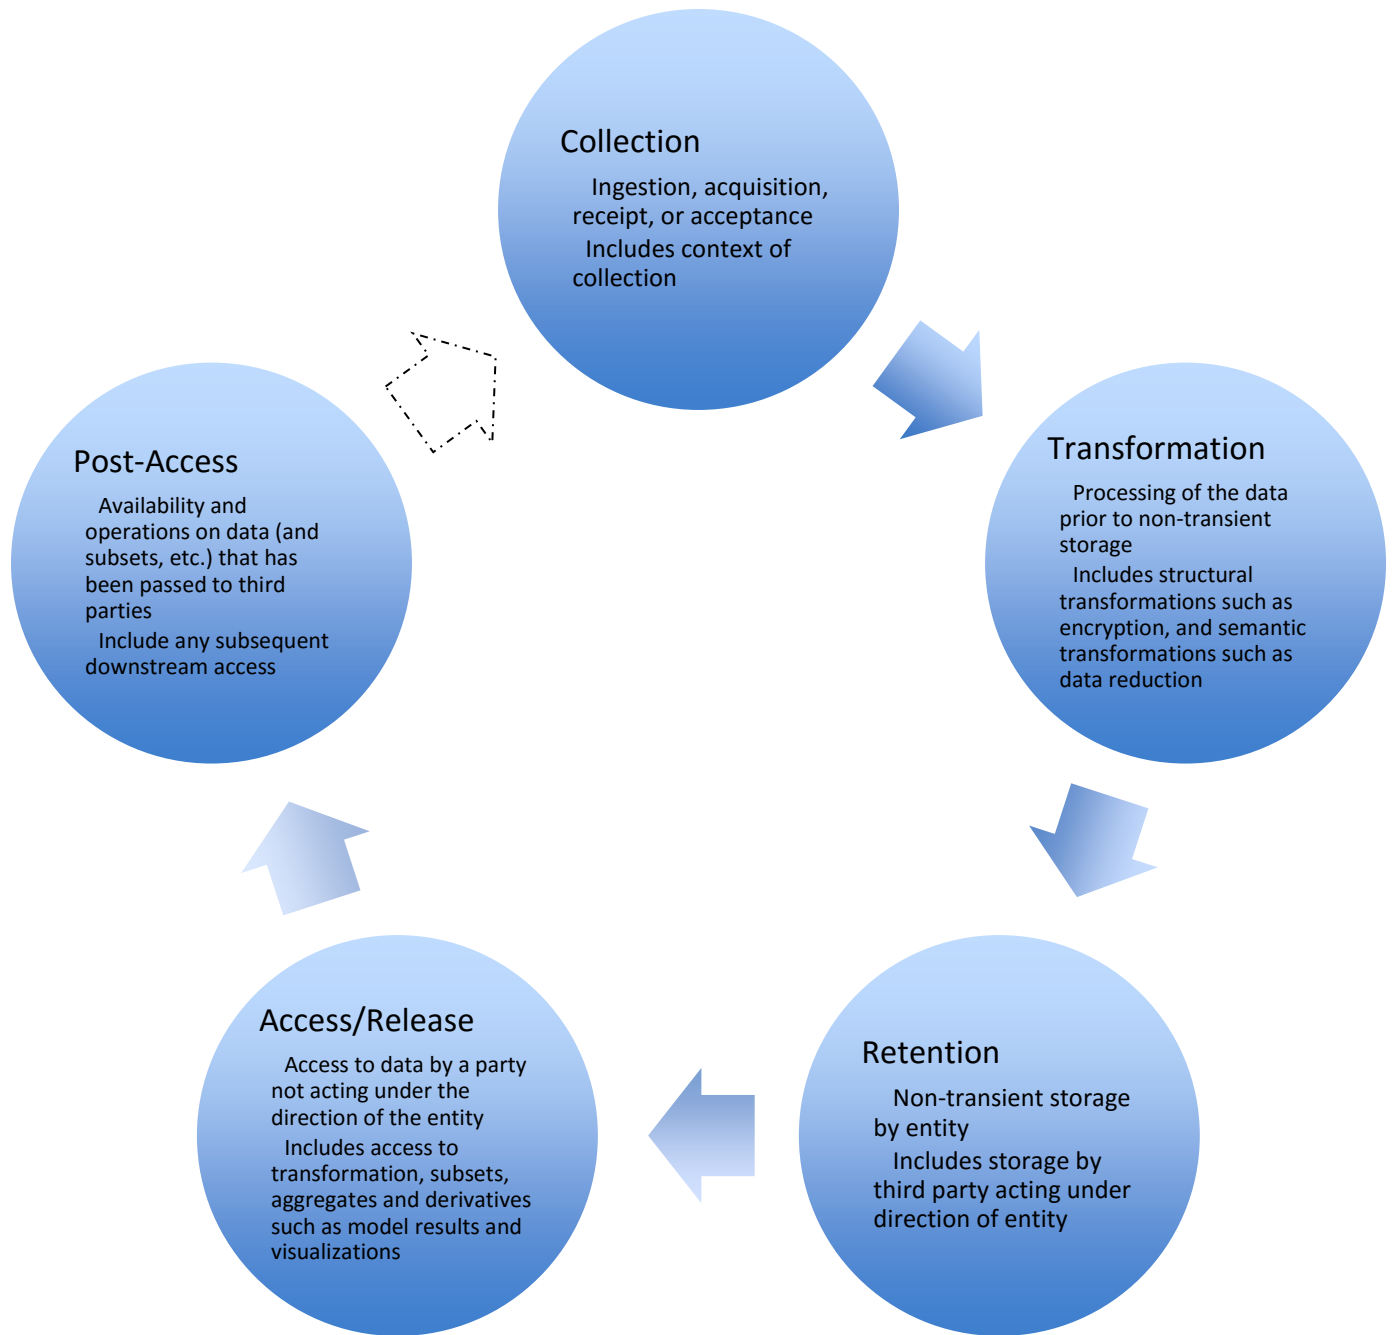 Collection
Ingestion, acquisition,
receipt, or acceptance
Includes context of
collection
Transformation
Processing of the data
prior to non-transient
storage
Includes structural
transformations such as
encryption, and semantic
transformations such as
data reduction
Retention
Non-transient storage
by entity
Includes storage by
third party acting under
direction of entity
Access/Release
Access to data by a party
not acting under the
direction of the entity
Includes access to
transformation, subsets,
aggregates and derivatives
such as model results and
visualizations
Post-Access
Availability and
operations on data (and
subsets, etc.) that has
been passed to third
parties
Include any subsequent
downstream access